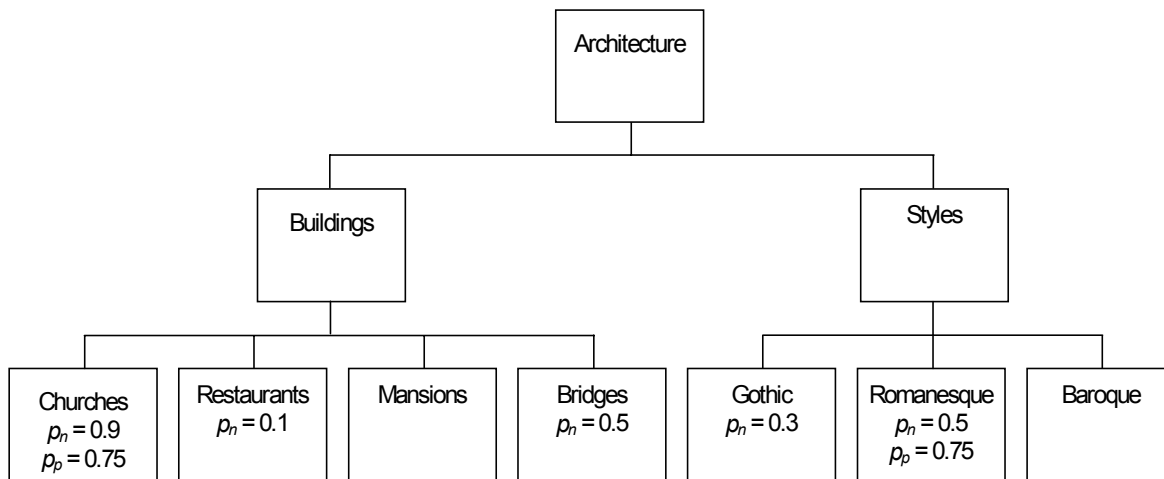 Architecture
Buildings
Styles
Churches
pₙ = 0.9
pₚ = 0.75
Restaurants
pₙ = 0.1
Mansions
Bridges
pₙ = 0.5
Gothic
pₙ = 0.3
Romanesque
pₙ = 0.5
pₚ = 0.75
Baroque